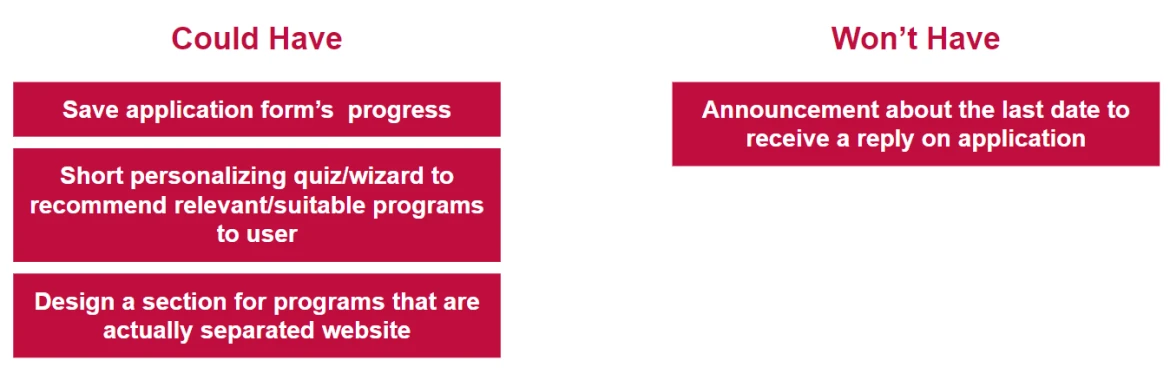 Could Have
Save application form’s  progress
Short personalizing quiz/wizard to
recommend relevant/suitable programs
to user
Design a section for programs that are
actually separated website
Won’t Have
Announcement about the last date to
receive a reply on application